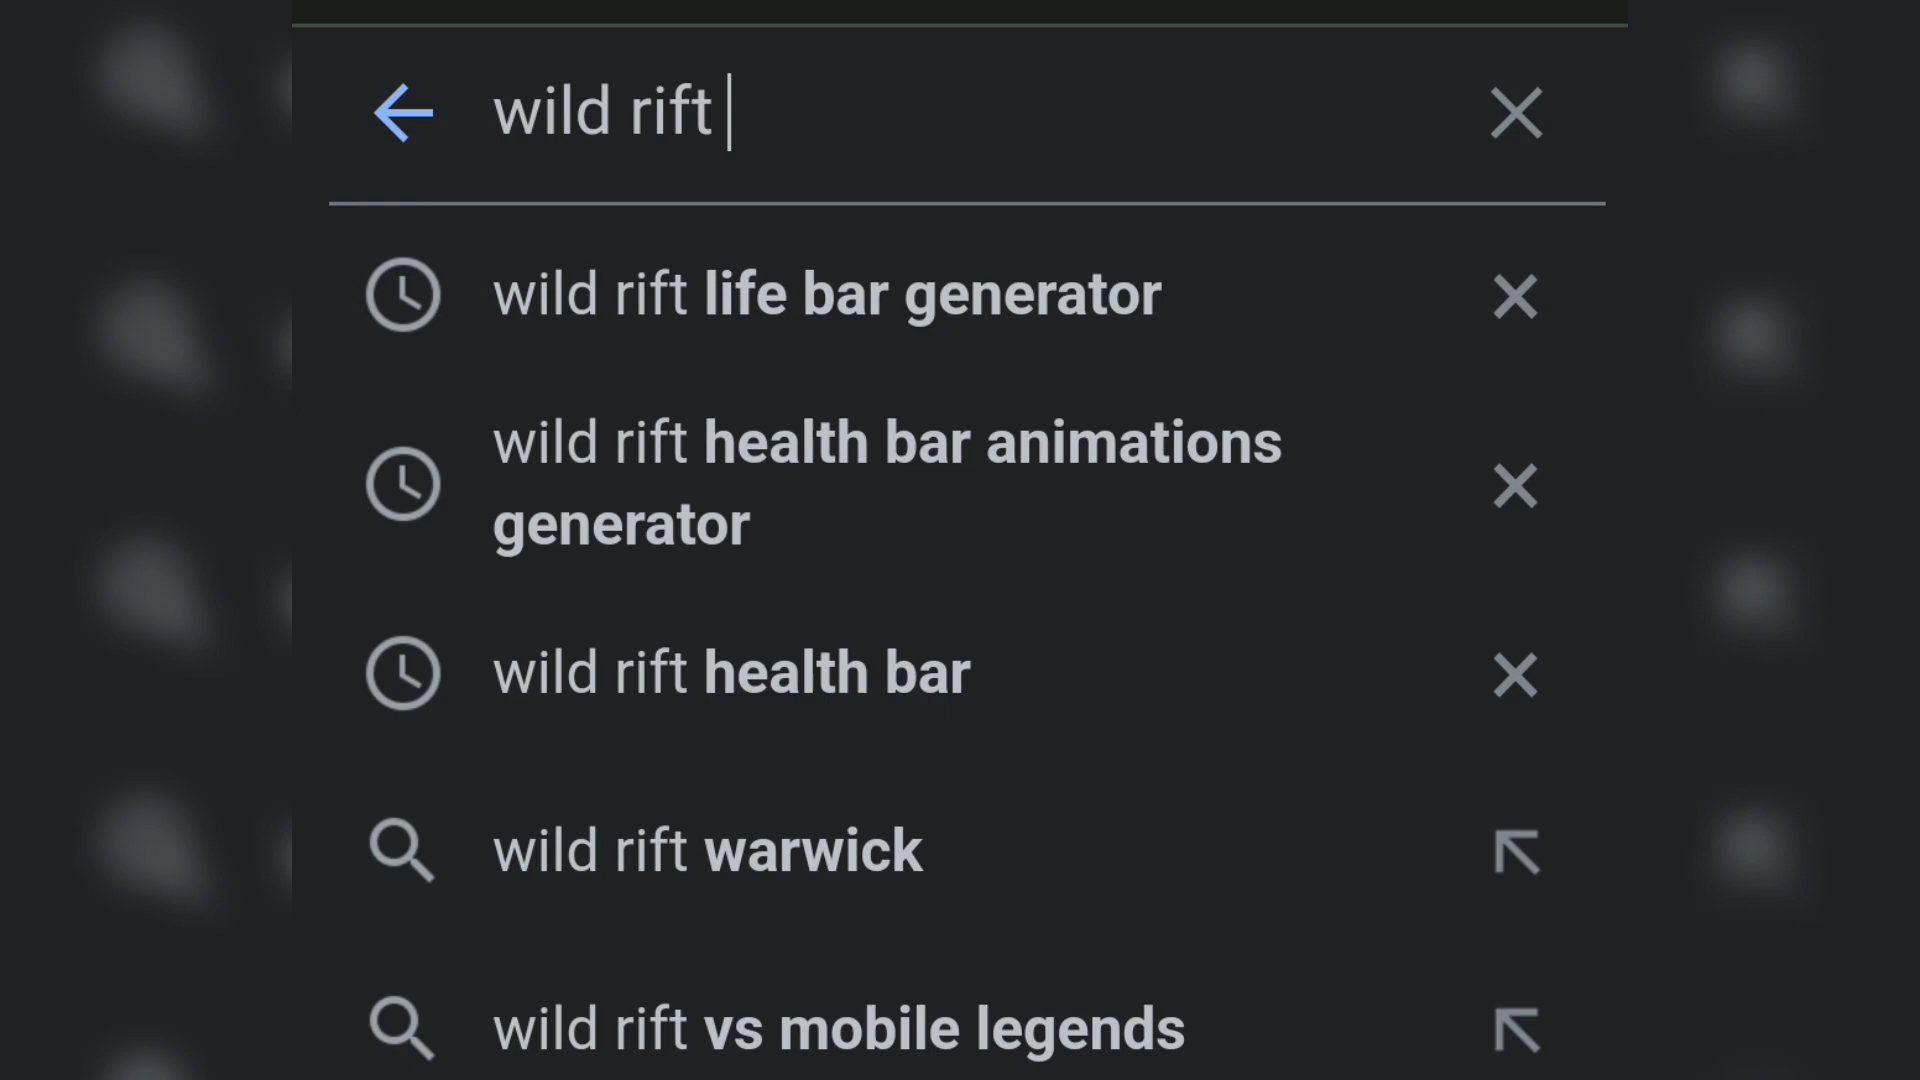 wild rift
wild rift life bar generator
wild rift health bar animations
generator
wild rift health bar
wild rift warwick
wild rift vs mobile legends